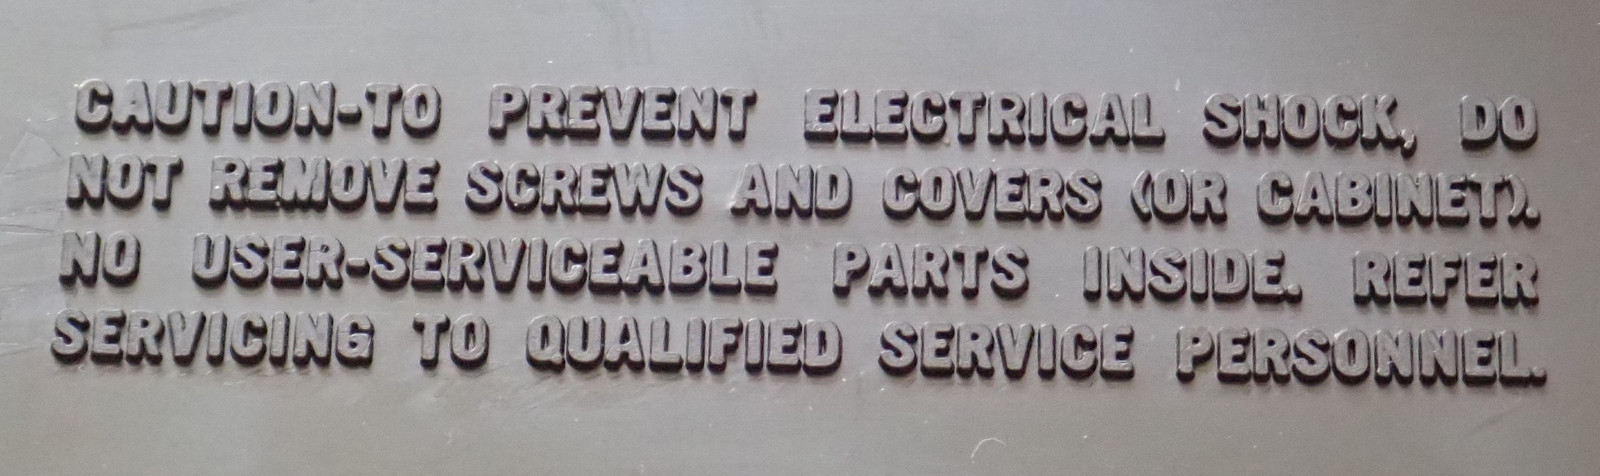 CAUTION-TO PREVENT ELECTRICAL SHOCK, DO
NOT REMOVE SCREWS AND COVERS (OR CABINET).
NO USER-SERVICEABLE PARTS INSIDE. REFER
SERVICING TO QUALIFIED SERVICE PERSONNEL.